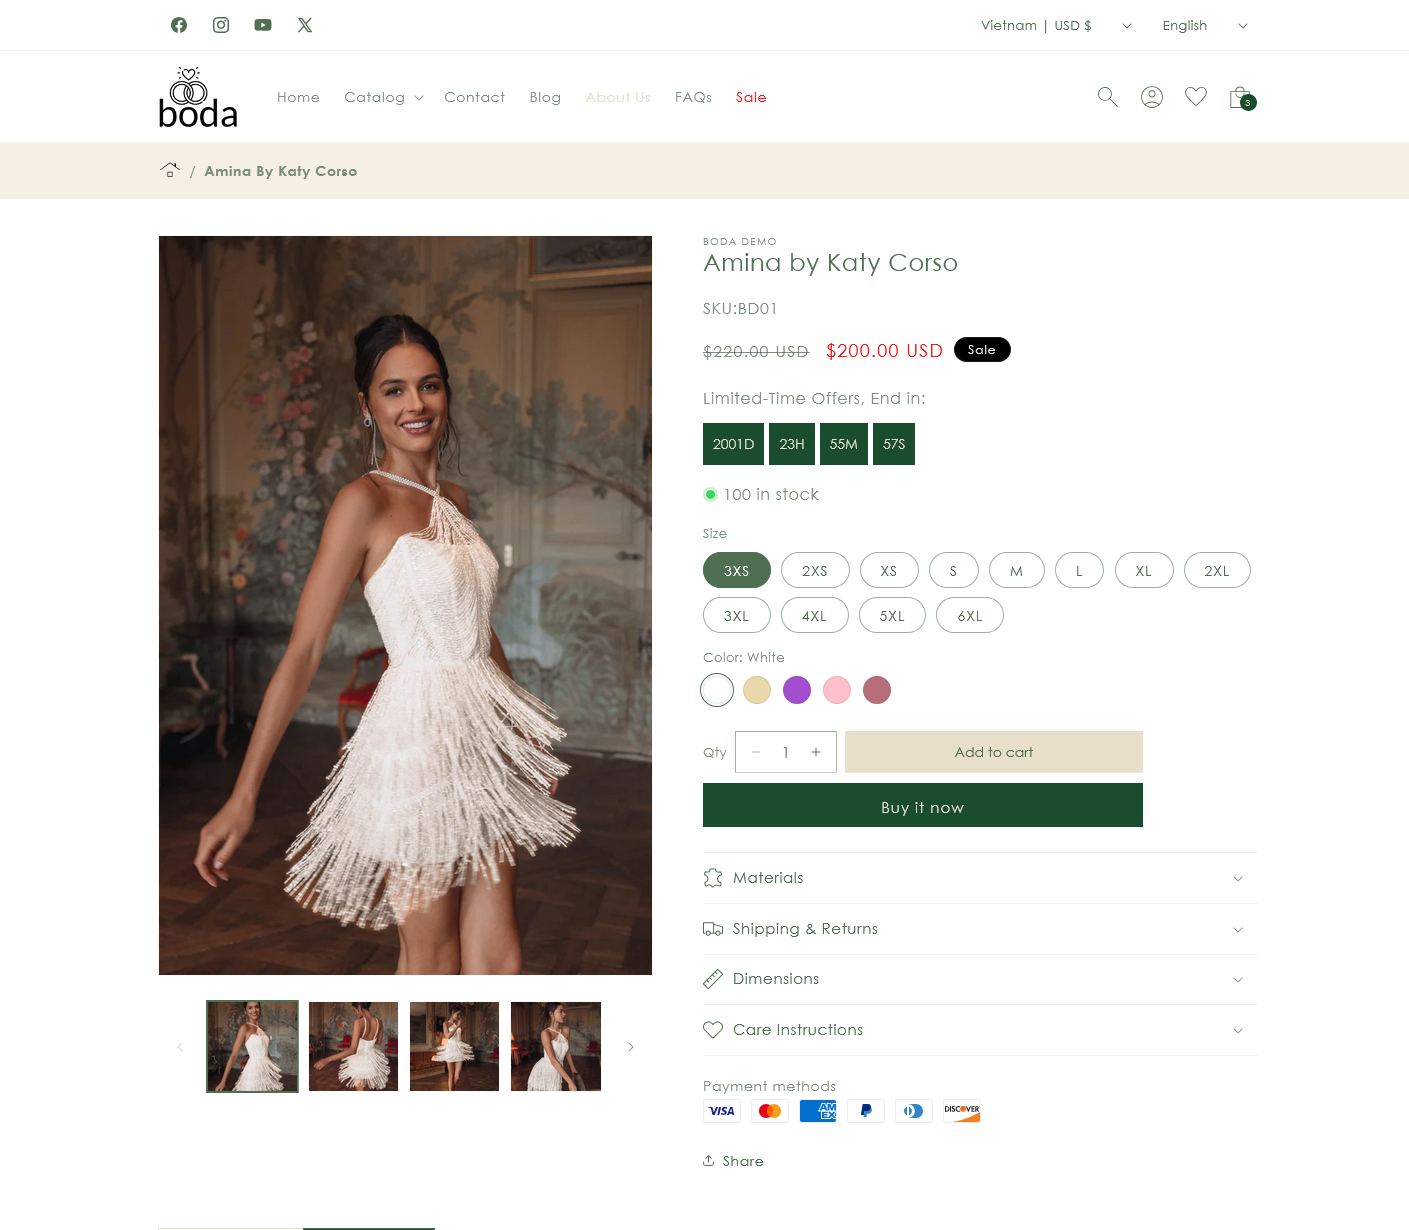 Vietnam | USD $
English
boda
Home
Catalog
Contact
Blog
About Us
FAQs
Sale
3
/ Amina By Katy Corso
BODA DEMO
Amina by Katy Corso
SKU:BD01
$220.00 USD $200.00 USD Sale
Limited-Time Offers, End in:
2001D 23H 55M 57S
100 in stock
Size
3XS 2XS XS S M L XL 2XL
3XL 4XL 5XL 6XL
Color: White
Qty − 1 + Add to cart
Buy it now
Materials
Shipping & Returns
Dimensions
Care Instructions
Payment methods
VISA AMEX DISCOVER
Share